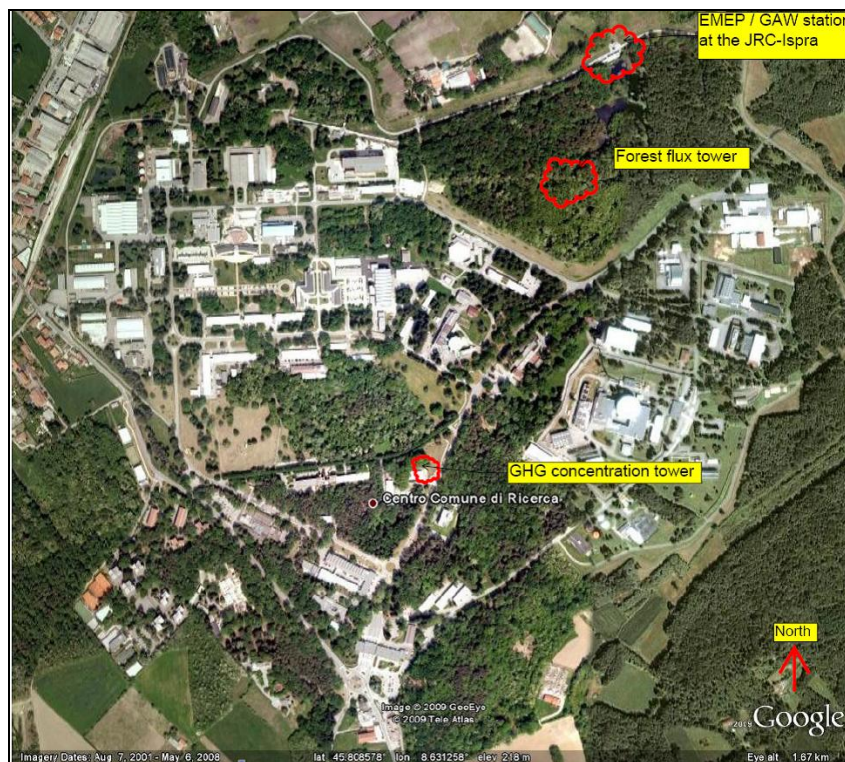 EMEP / GAW station
at the JRC-Ispra
Forest flux tower
GHG concentration tower
Centro Comune di Ricerca
North
Image © 2009 GeoEye
© 2009 Tele Atlas
©2009 Google
Imagery Dates: Aug 7, 2001 - May 6, 2008 lat 45.808578° lon 8.631258° elev 218 m Eye alt 1.67 km